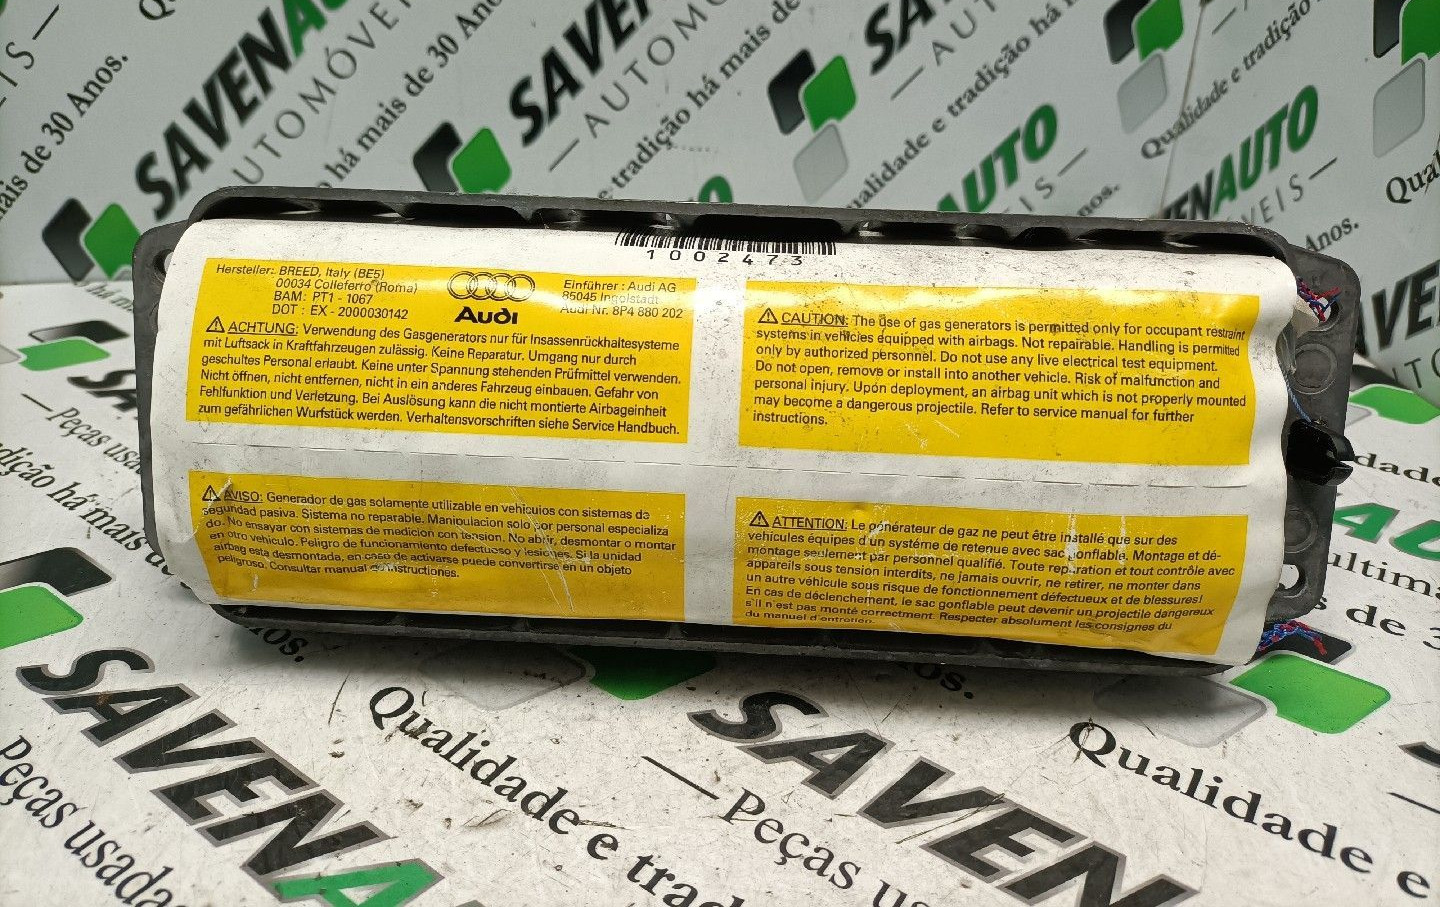 1002473
Hersteller: BREED, Italy (BE5)
00034 Colleferro (Roma)
BAM: PT1 - 1067
DOT : EX - 2000030142
Audi
Einführer : Audi AG
85045 Ingolstadt
Audi Nr. 8P4 880 202
ACHTUNG: Verwendung des Gasgenerators nur für Insassenrückhaltesysteme
mit Luftsack in Kraftfahrzeugen zulässig. Keine Reparatur. Umgang nur durch
geschultes Personal erlaubt. Keine unter Spannung stehenden Prüfmittel verwenden.
Nicht öffnen, nicht entfernen, nicht in ein anderes Fahrzeug einbauen. Gefahr von
Fehlfunktion und Verletzung. Bei Auslösung kann die nicht montierte Airbageinheit
zum gefährlichen Wurfstück werden. Verhaltensvorschriften siehe Service Handbuch.
CAUTION: The use of gas generators is permitted only for occupant restraint
systems in vehicles equipped with airbags. Not repairable. Handling is permitted
only by authorized personnel. Do not use any live electrical test equipment.
Do not open, remove or install into another vehicle. Risk of malfunction and
personal injury. Upon deployment, an airbag unit which is not properly mounted
may become a dangerous projectile. Refer to service manual for further
instructions.
AVISO: Generador de gas solamente utilizable en vehiculos con sistemas de
seguridad pasiva. Sistema no reparable. Manipulacion solo por personal especializa
do. No ensayar con sistemas de medicion con tension. No abrir, desmontar o montar
en otro vehiculo. Peligro de funcionamiento defectuoso y lesiones. Si la unidad
airbag esta desmontada, en caso de activarse puede convertirse en un objeto
peligroso. Consultar manual de instrucciones.
ATTENTION: Le générateur de gaz ne peut être installé que sur des
vehicules équipes d'un systéme de retenue avec sac gonflable. Montage et dé-
montage seulement par personnel qualifié. Toute reparation et tout contrôle avec
appareils sous tension interdits, ne jamais ouvrir, ne retirer, ne monter dans
un autre véhicule sous risque de fonctionnement défectueux et de blessures!
En cas de déclenchement, le sac gonflable peut devenir un projectile dangereux
s'il n'est pas monté correctement. Respecter absolument les consignes du
du manuel d'entretien.
SAVENAUTO
AUTOMÓVEIS
Qualidade e tradição há mais de 30 Anos.
SAVEN
Peças usadas
Qualidade e trad
SAVEN
Peças us
Qualidade e